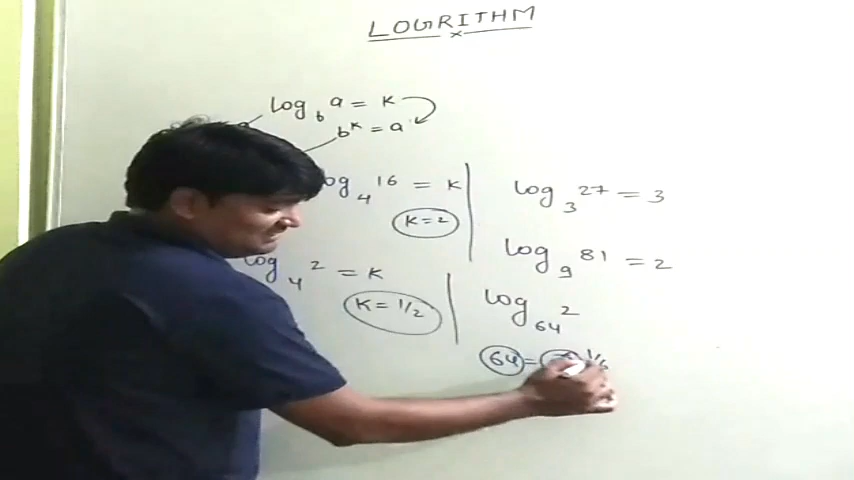 LOGRITHM
log_b a = k
b^k = a
log_4 16 = k
k=2
log_4 2 = k
k = 1/2
log_3 27 = 3
log_9 81 = 2
log_64 2
64 =